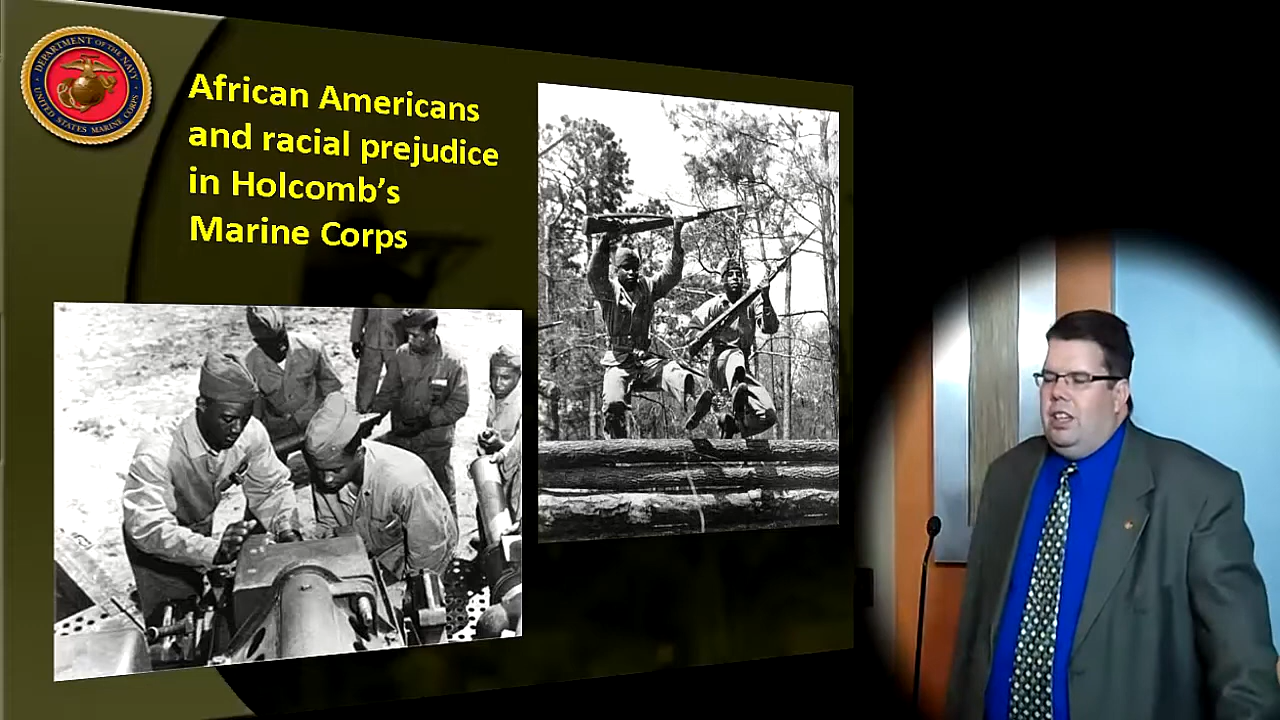 DEPARTMENT OF THE NAVY
UNITED STATES MARINE CORPS
African Americans
and racial prejudice
in Holcomb's
Marine Corps